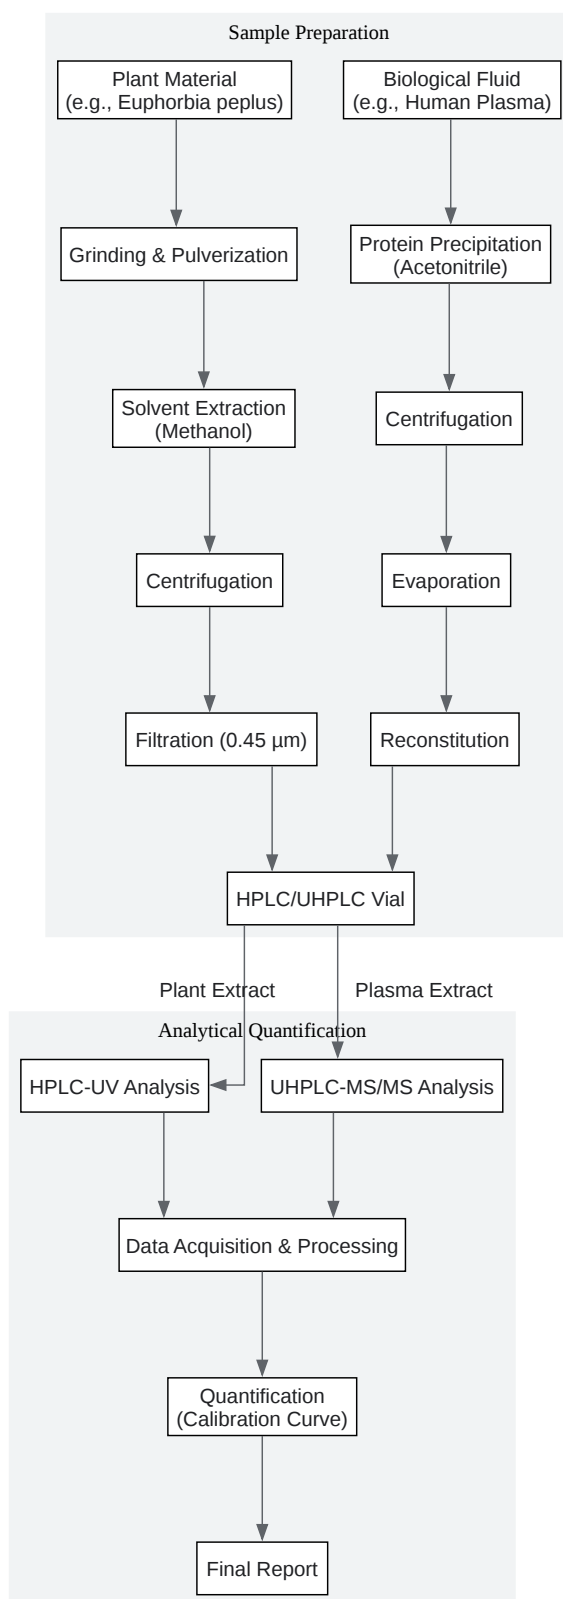 Sample Preparation
Plant Material
(e.g., Euphorbia peplus)
Biological Fluid
(e.g., Human Plasma)
Grinding & Pulverization
Protein Precipitation
(Acetonitrile)
Solvent Extraction
(Methanol)
Centrifugation
Centrifugation
Evaporation
Filtration (0.45 µm)
Reconstitution
HPLC/UHPLC Vial
Plant Extract
Plasma Extract
Analytical Quantification
HPLC-UV Analysis
UHPLC-MS/MS Analysis
Data Acquisition & Processing
Quantification
(Calibration Curve)
Final Report